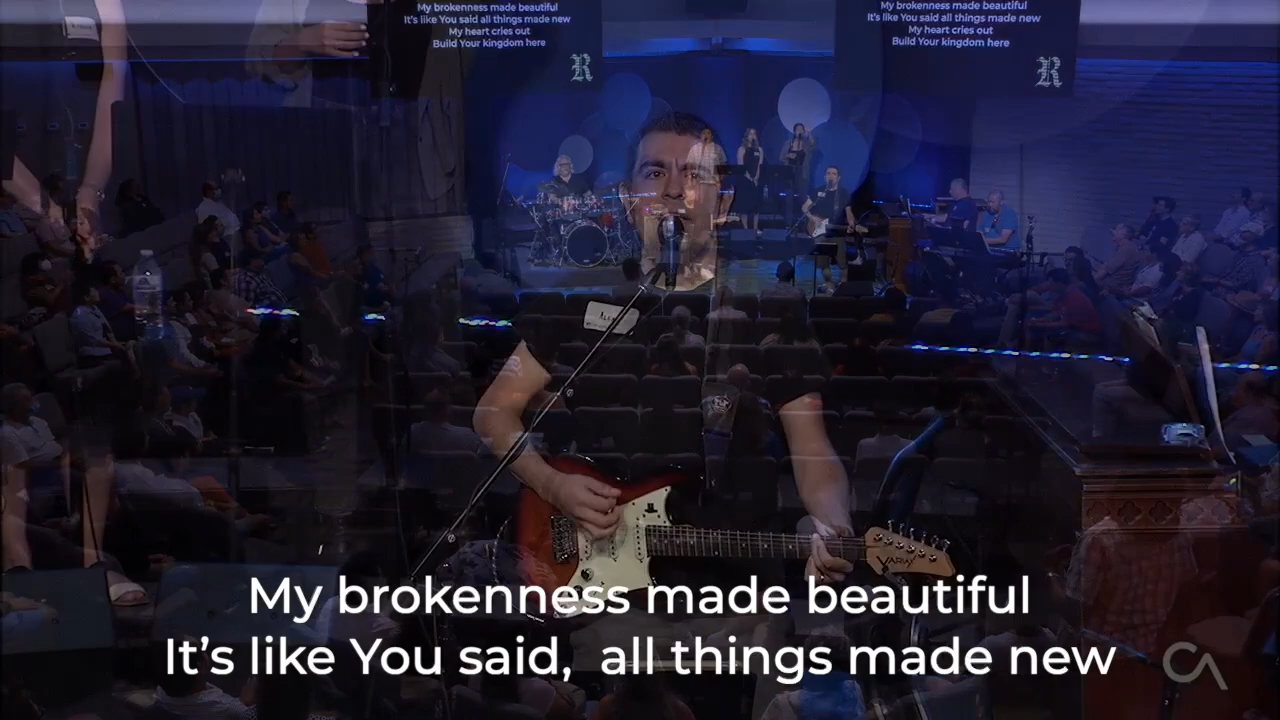 My brokenness made beautiful
It's like You said all things made new
My heart cries out
Build Your kingdom here
R
My brokenness made beautiful
It's like You said all things made new
My heart cries out
Build Your kingdom here
R
VARIAX
My brokenness made beautiful
It’s like You said,  all things made new
CA